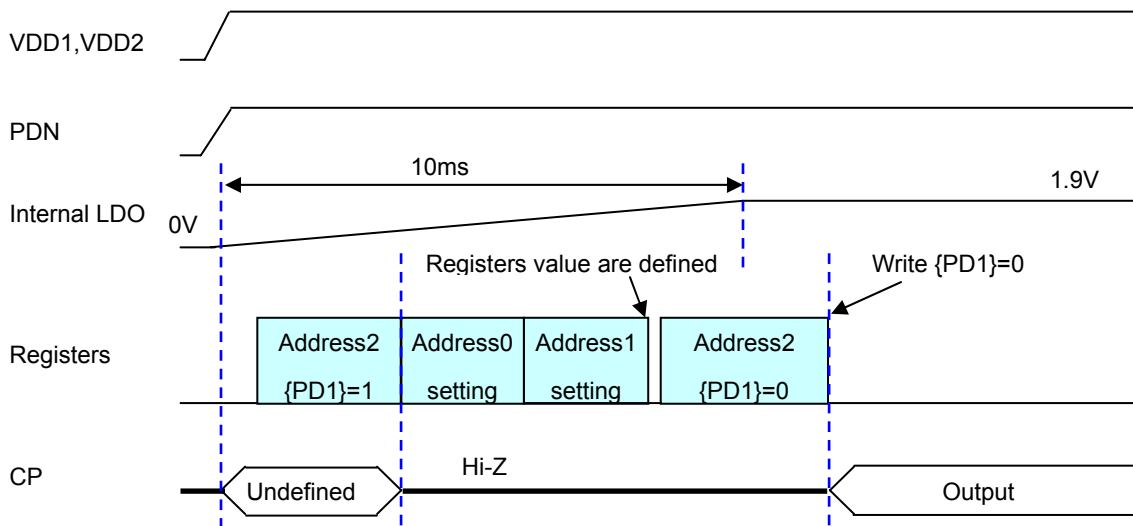 VDD1,VDD2
PDN
10ms
1.9V
Internal LDO
0V
Registers value are defined
Write {PD1}=0
Registers
Address2
{PD1}=1
Address0
setting
Address1
setting
Address2
{PD1}=0
CP
Undefined
Hi-Z
Output